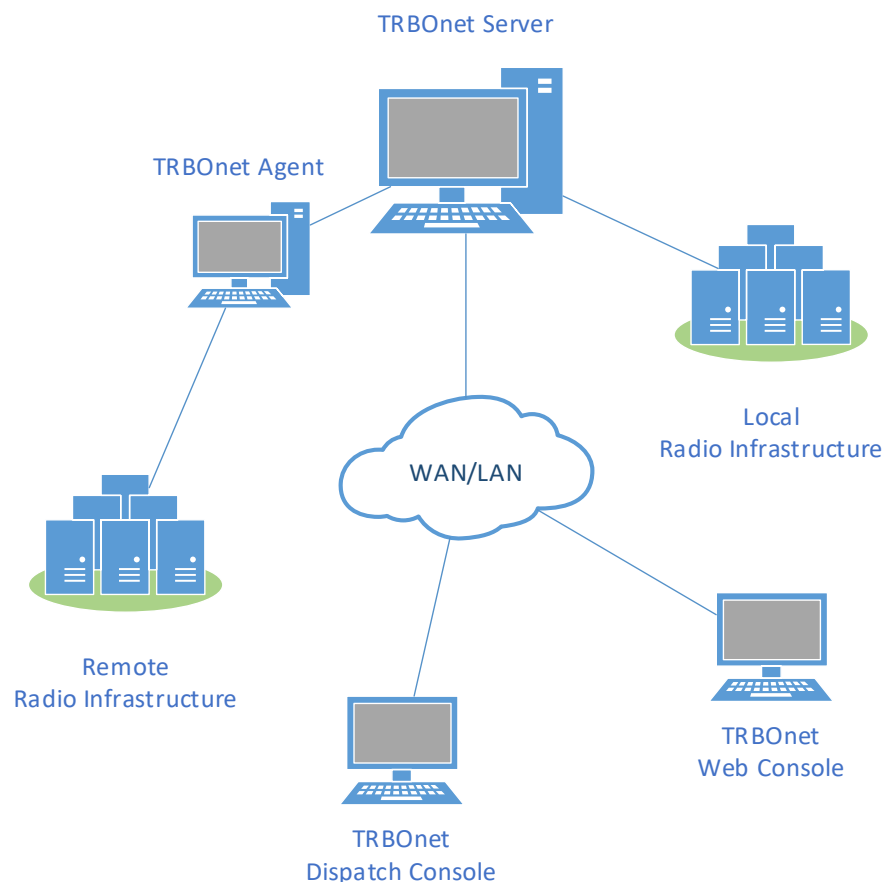 TRBOnet Server
TRBOnet Agent
Local
Radio Infrastructure
WAN/LAN
Remote
Radio Infrastructure
TRBOnet
Web Console
TRBOnet
Dispatch Console